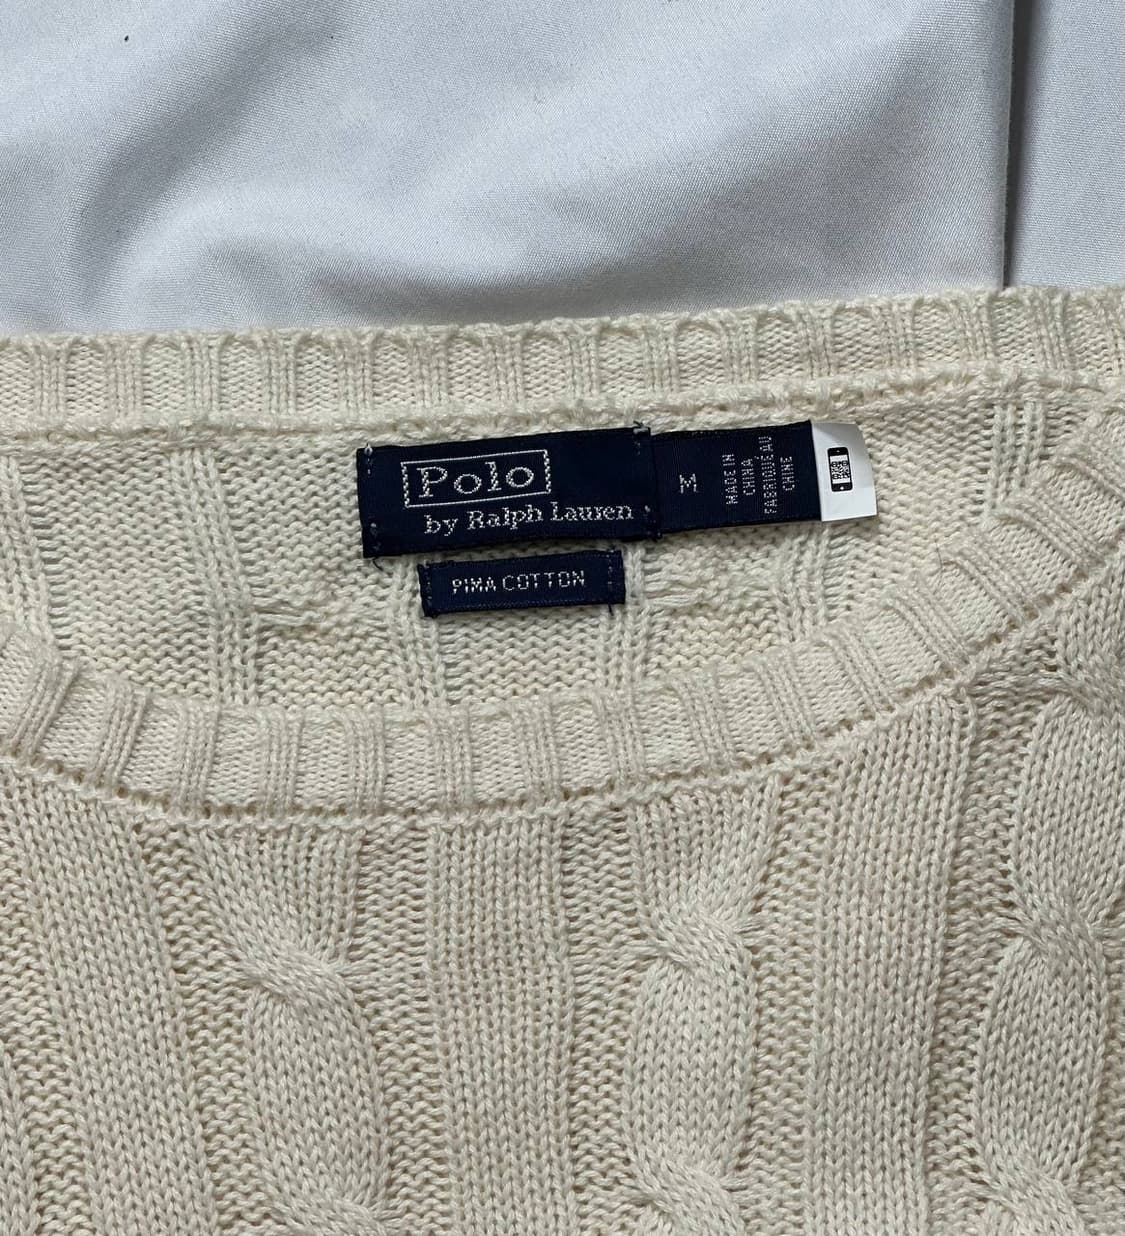 Polo
by Ralph Lauren
M
MADE IN
CHINA
FABRIQUÉ AU
CHINE
PIMA COTTON